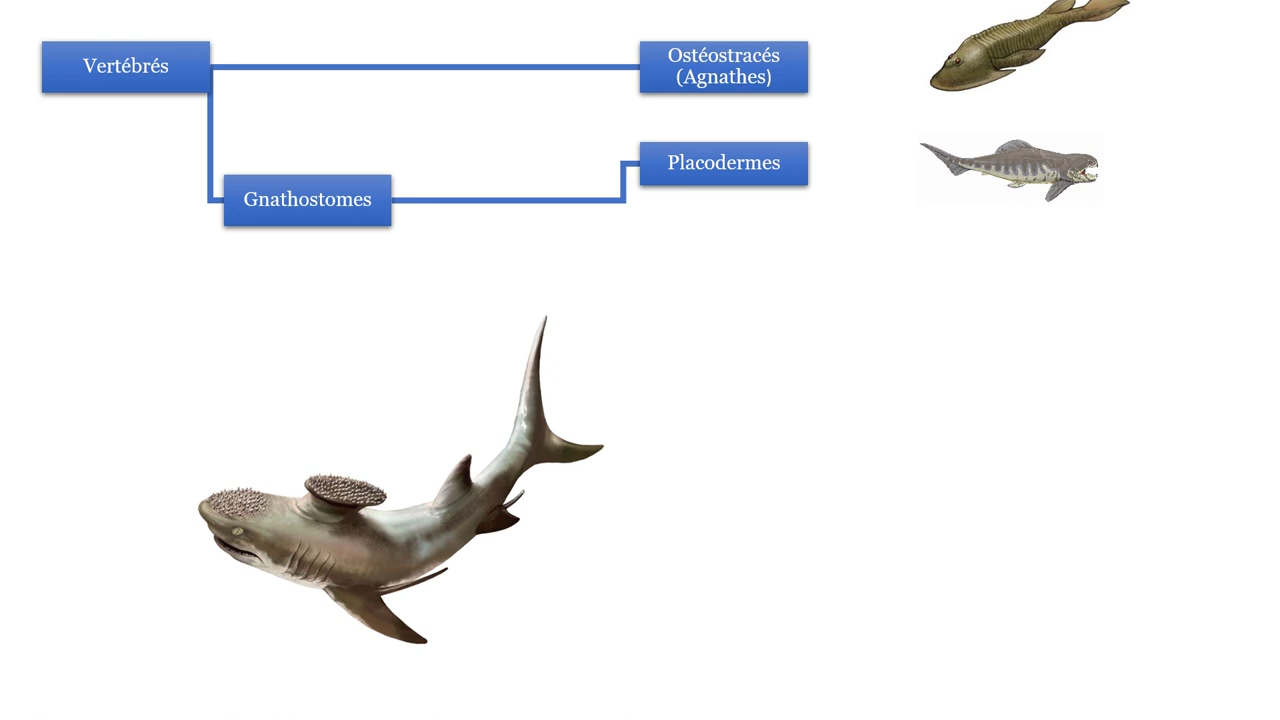 Vertébrés
Ostéostracés
(Agnathes)
Placodermes
Gnathostomes